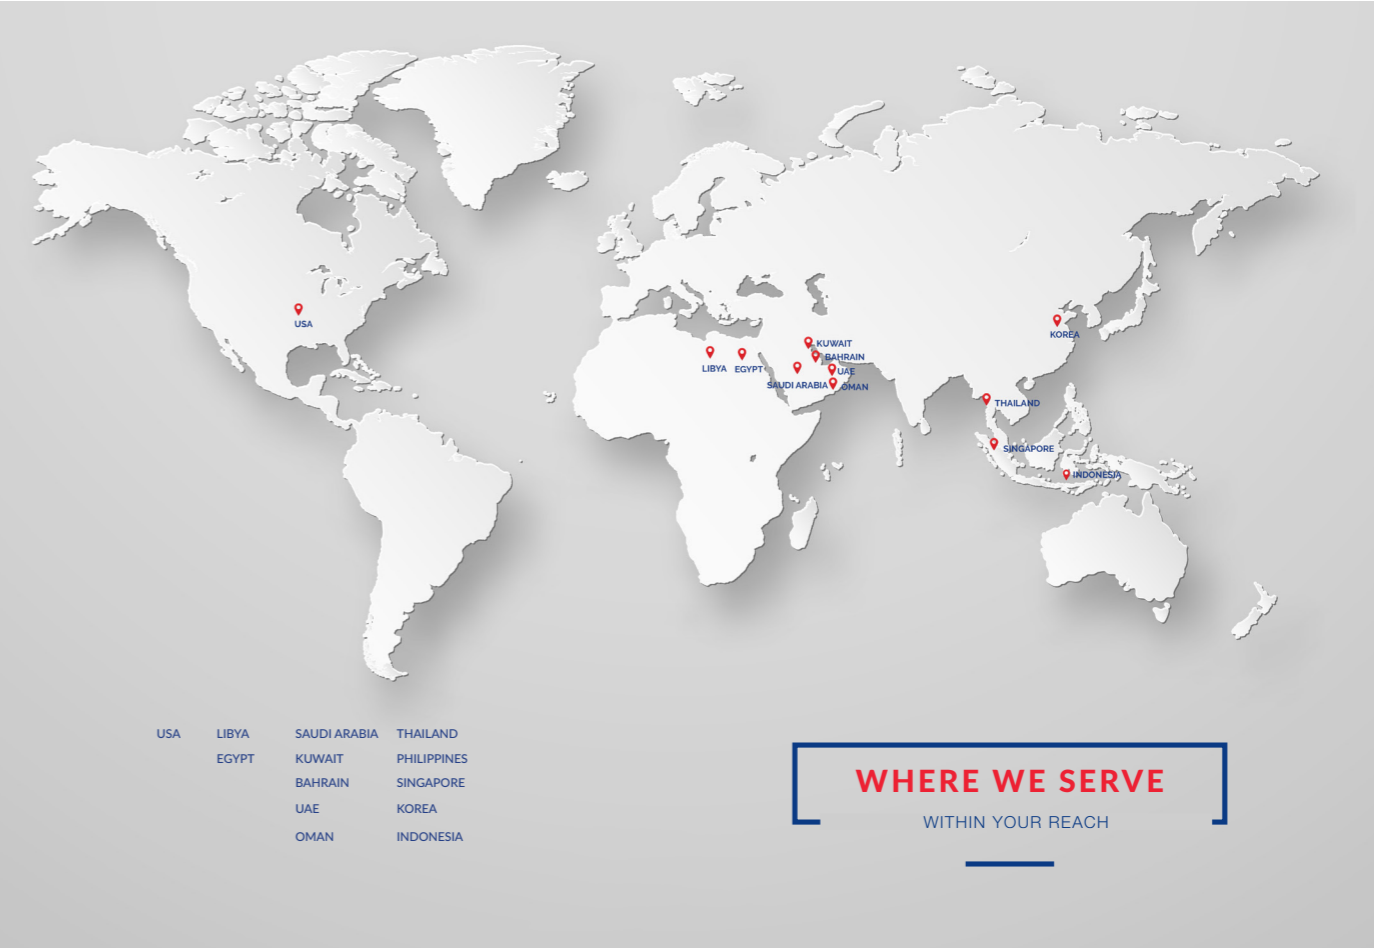 USA
KUWAIT
BAHRAIN
LIBYA EGYPT
UAE
SAUDI ARABIA OMAN
KOREA
THAILAND
SINGAPORE
INDONESIA
USA LIBYA SAUDI ARABIA THAILAND
EGYPT KUWAIT PHILIPPINES
BAHRAIN SINGAPORE
UAE KOREA
OMAN INDONESIA
WHERE WE SERVE
WITHIN YOUR REACH